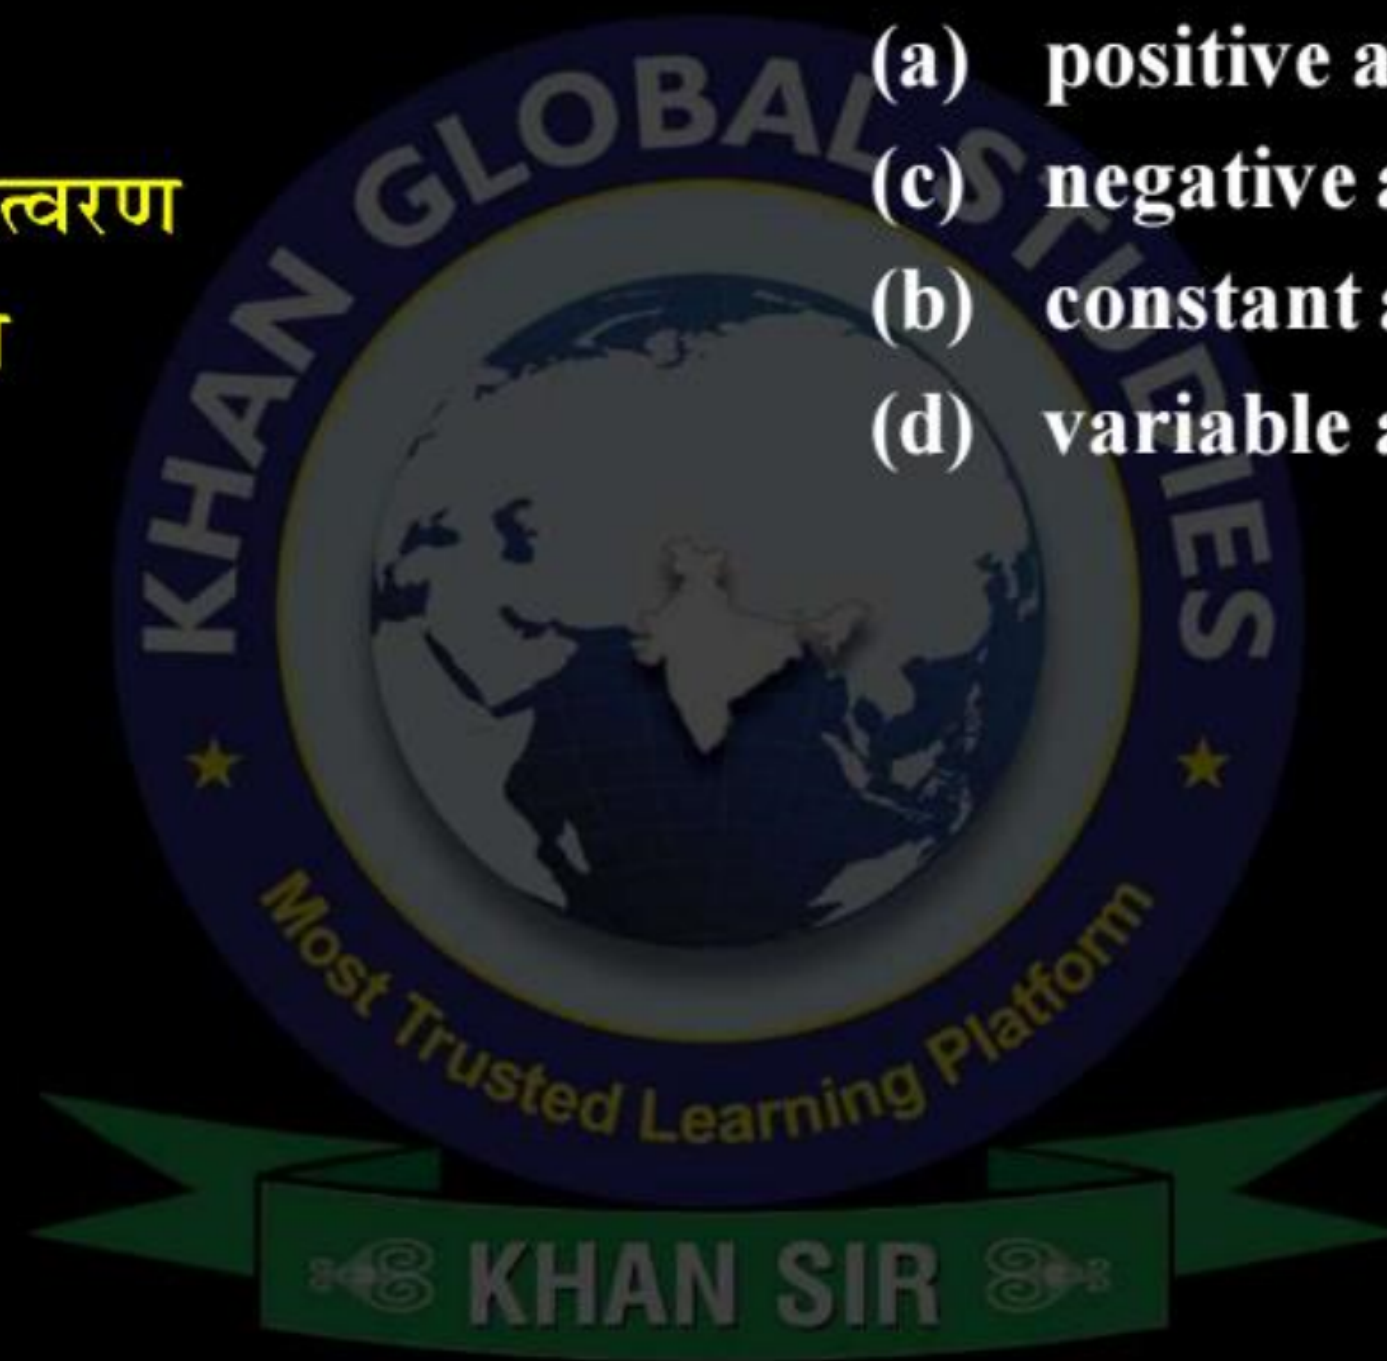 (a) positive a
त्वरण
(c) negative a
(b) constant a
(d) variable a
KHAN GLOBAL STUDIES
Most Trusted Learning Platform
KHAN SIR